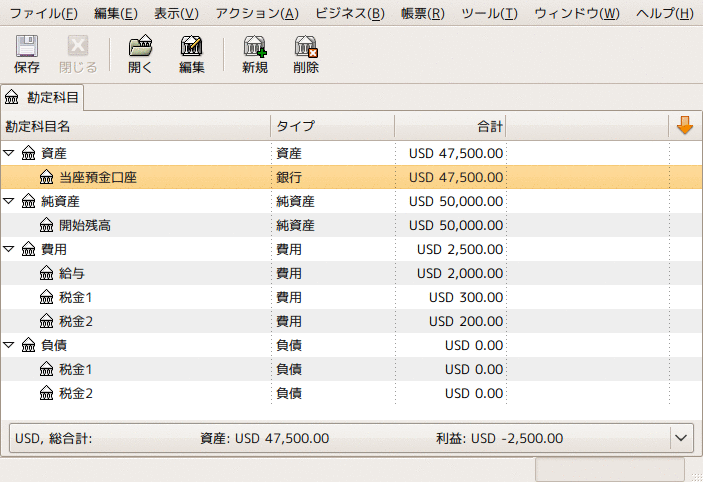 ファイル(F) 編集(E) 表示(V) アクション(A) ビジネス(B) 帳票(R) ツール(T) ウィンドウ(W) ヘルプ(H)
保存 閉じる 開く 編集 新規 削除
勘定科目
勘定科目名 タイプ 合計
資産 資産 USD 47,500.00
当座預金口座 銀行 USD 47,500.00
純資産 純資産 USD 50,000.00
開始残高 純資産 USD 50,000.00
費用 費用 USD 2,500.00
給与 費用 USD 2,000.00
税金1 費用 USD 300.00
税金2 費用 USD 200.00
負債 負債 USD 0.00
税金1 負債 USD 0.00
税金2 負債 USD 0.00
USD, 総合計: 資産: USD 47,500.00 利益: USD -2,500.00